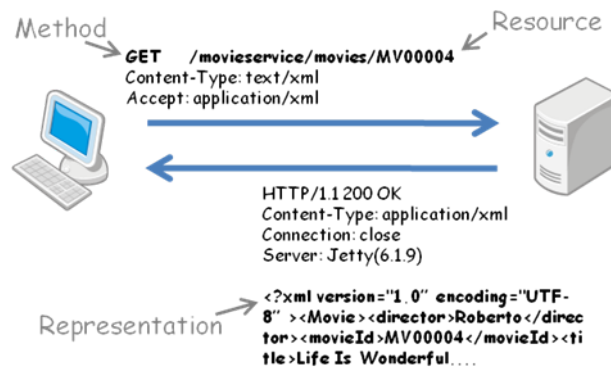 Method
Resource
GET /movieservice/movies/MV00004
Content-Type: text/xml
Accept: application/xml
HTTP/1.1 200 OK
Content-Type: application/xml
Connection: close
Server: Jetty(6.1.9)
Representation
<?xml version="1.0" encoding="UTF-
8" ><Movie><director>Roberto</direc
tor><movieId>MV00004</movieId><ti
tle>Life Is Wonderful....